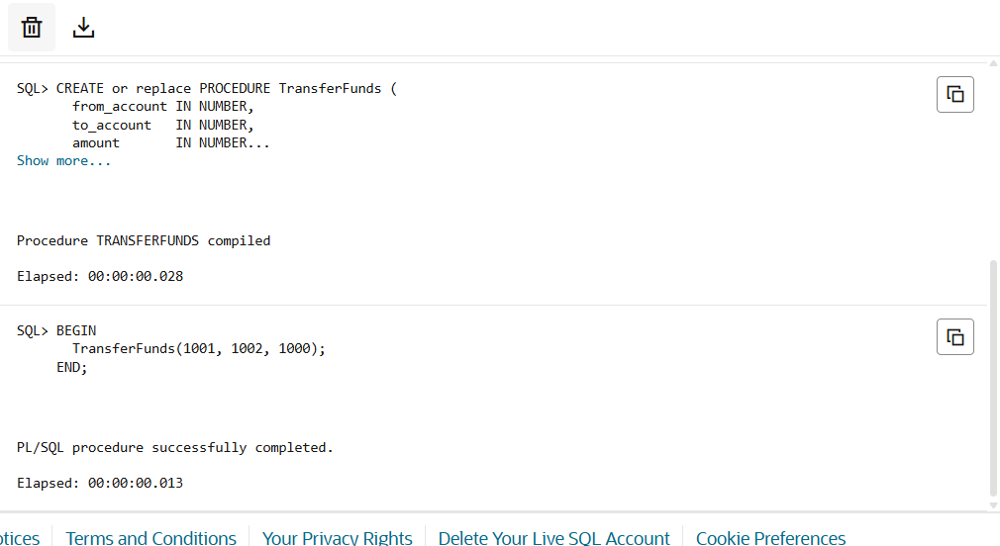 SQL> CREATE or replace PROCEDURE TransferFunds (
from_account IN NUMBER,
to_account IN NUMBER,
amount IN NUMBER...
Show more...
Procedure TRANSFERFUNDS compiled
Elapsed: 00:00:00.028
SQL> BEGIN
TransferFunds(1001, 1002, 1000);
END;
PL/SQL procedure successfully completed.
Elapsed: 00:00:00.013
Terms and Conditions Your Privacy Rights Delete Your Live SQL Account Cookie Preferences